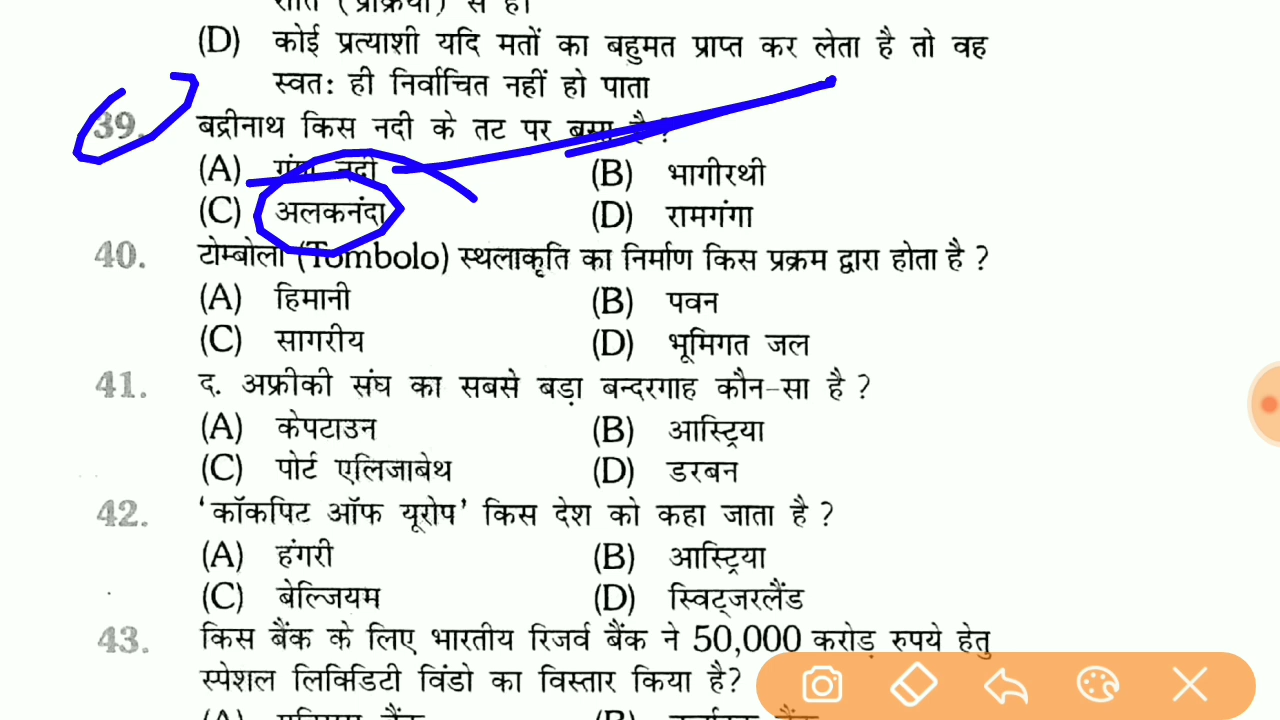 (D) कोई प्रत्याशी यदि मतों का बहुमत प्राप्त कर लेता है तो वह
स्वतः ही निर्वाचित नहीं हो पाता
39. बद्रीनाथ किस नदी के तट पर बसा है ?
(A) गंगा नदी (B) भागीरथी
(C) अलकनंदा (D) रामगंगा
40. टोम्बोलो (Tombolo) स्थलाकृति का निर्माण किस प्रक्रम द्वारा होता है ?
(A) हिमानी (B) पवन
(C) सागरीय (D) भूमिगत जल
41. द. अफ्रीकी संघ का सबसे बड़ा बन्दरगाह कौन-सा है ?
(A) केपटाउन (B) आस्ट्रिया
(C) पोर्ट एलिजाबेथ (D) डरबन
42. 'कॉकपिट ऑफ यूरोप' किस देश को कहा जाता है ?
(A) हंगरी (B) आस्ट्रिया
(C) बेल्जियम (D) स्विट्जरलैंड
43. किस बैंक के लिए भारतीय रिजर्व बैंक ने 50,000 करोड़ रुपये हेतु
स्पेशल लिक्विडिटी विंडो का विस्तार किया है?